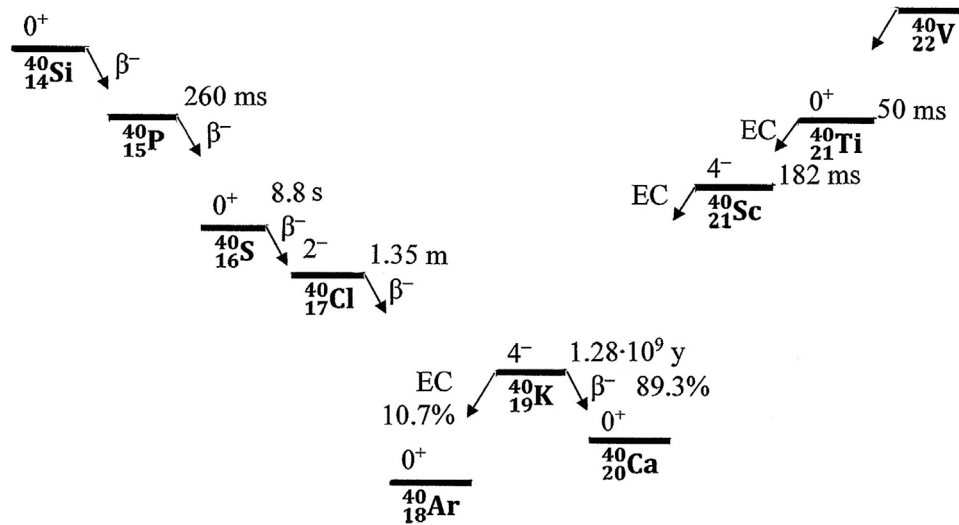 0⁺
⁴⁰₁₄Si
β⁻
260 ms
⁴⁰₁₅P
β⁻
8.8 s
0⁺
⁴⁰₁₆S
β⁻
2⁻
1.35 m
⁴⁰₁₇Cl
β⁻
⁴⁰₂₂V
0⁺
50 ms
EC
⁴⁰₂₁Ti
4⁻
182 ms
EC
⁴⁰₂₁Sc
4⁻
1.28·10⁹ y
EC
10.7%
⁴⁰₁₉K
β⁻ 89.3%
0⁺
⁴⁰₂₀Ca
0⁺
⁴⁰₁₈Ar